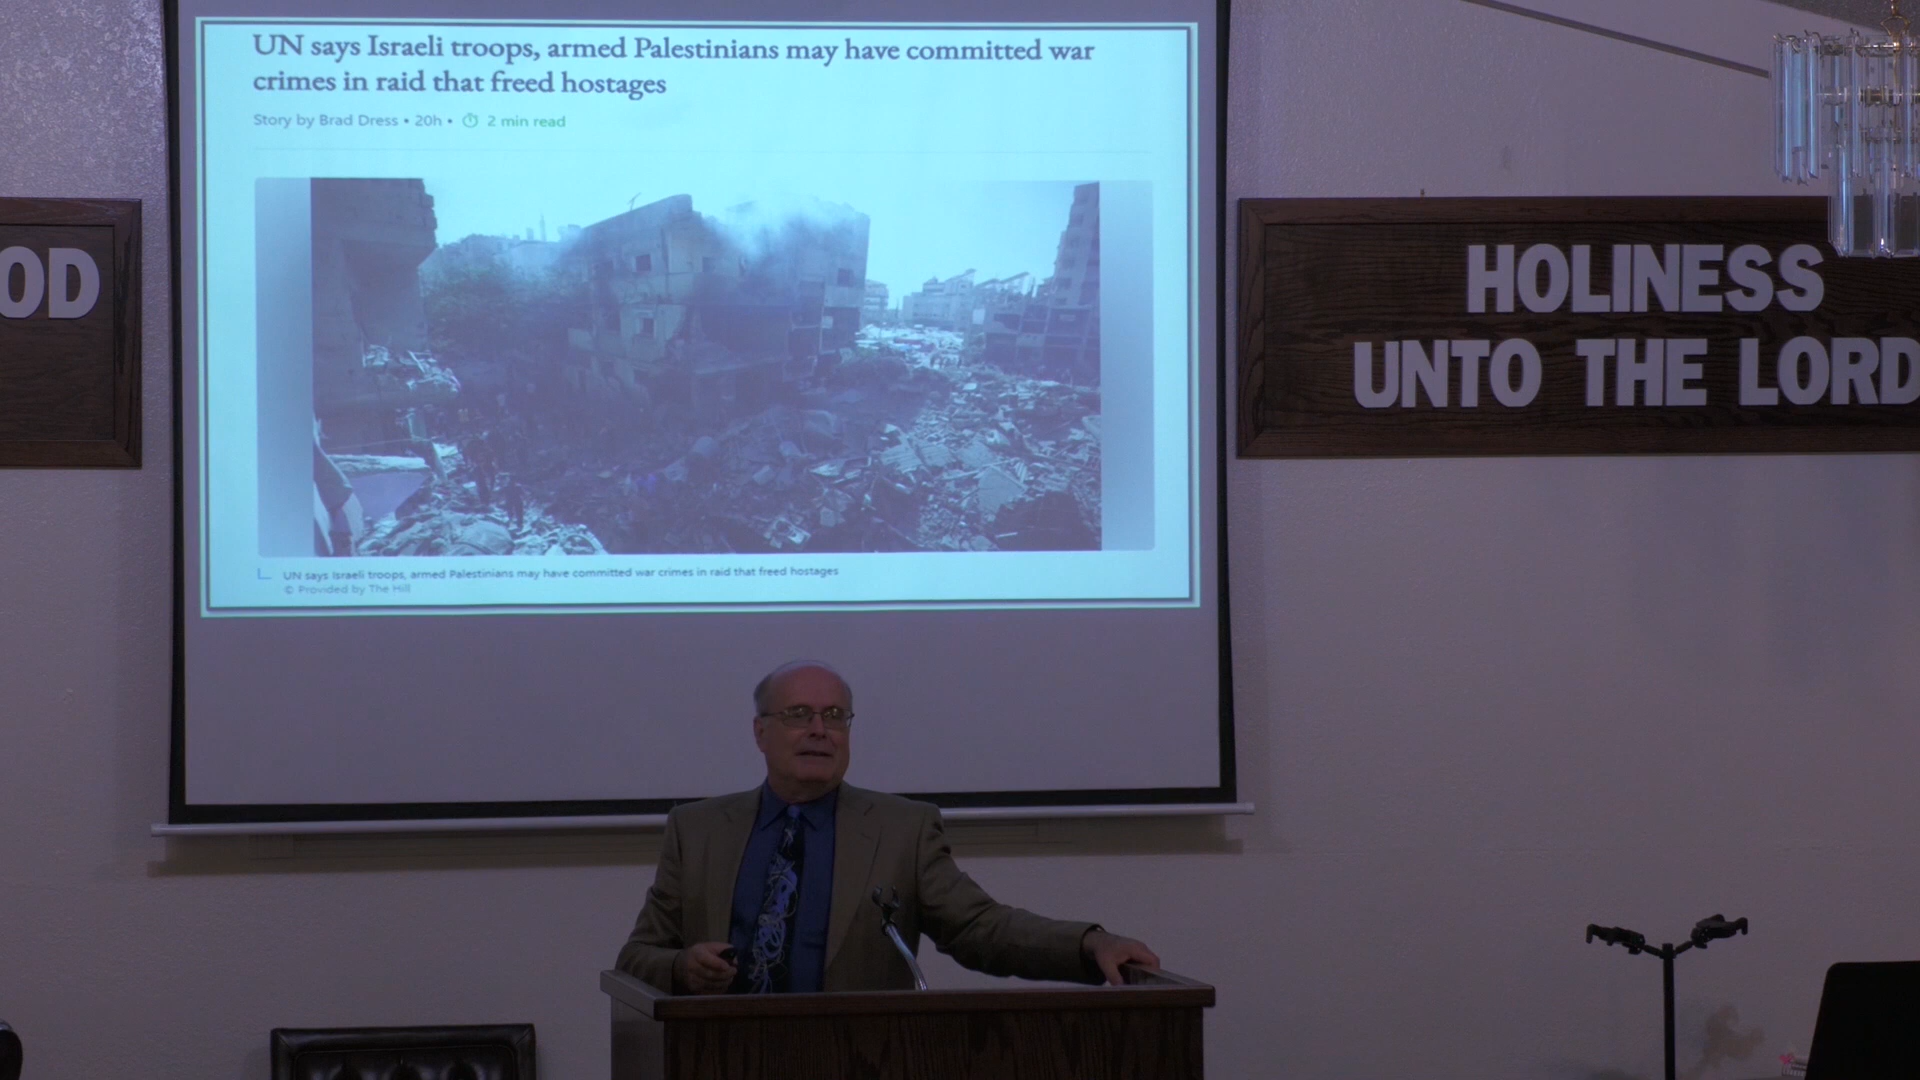 UN says Israeli troops, armed Palestinians may have committed war
crimes in raid that freed hostages
Story by Brad Dress • 20h • 2 min read
UN says Israeli troops, armed Palestinians may have committed war crimes in raid that freed hostages
© Provided by The Hill
OD
HOLINESS
UNTO THE LORD